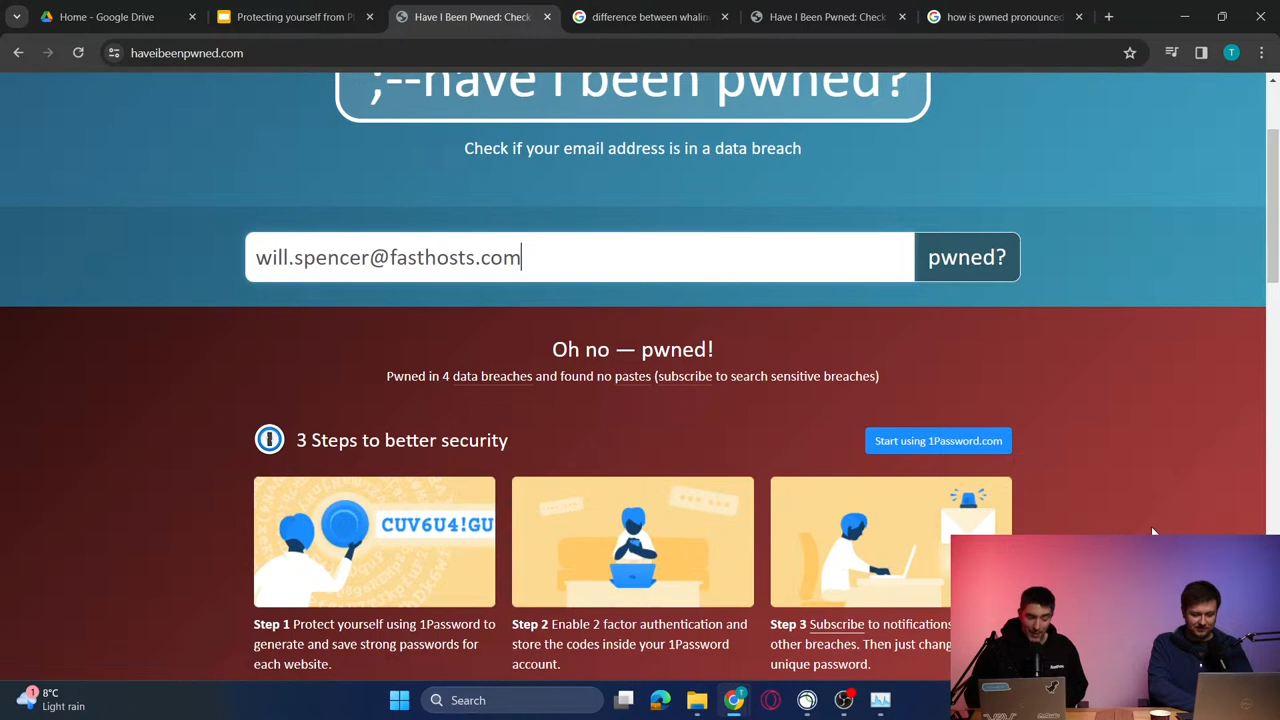 Home - Google Drive
Protecting yourself from P
Have I Been Pwned: Check
difference between whalin
Have I Been Pwned: Check
how is pwned pronounced
haveibeenpwned.com
T
;--have i been pwned?
Check if your email address is in a data breach
will.spencer@fasthosts.com
pwned?
Oh no — pwned!
Pwned in 4 data breaches and found no pastes (subscribe to search sensitive breaches)
3 Steps to better security
Start using 1Password.com
CUV6U4!GU
Step 1 Protect yourself using 1Password to
generate and save strong passwords for
each website.
Step 2 Enable 2 factor authentication and
store the codes inside your 1Password
account.
Step 3 Subscribe to notifications
other breaches. Then just chang
unique password.
1
8°C
Light rain
Search
T